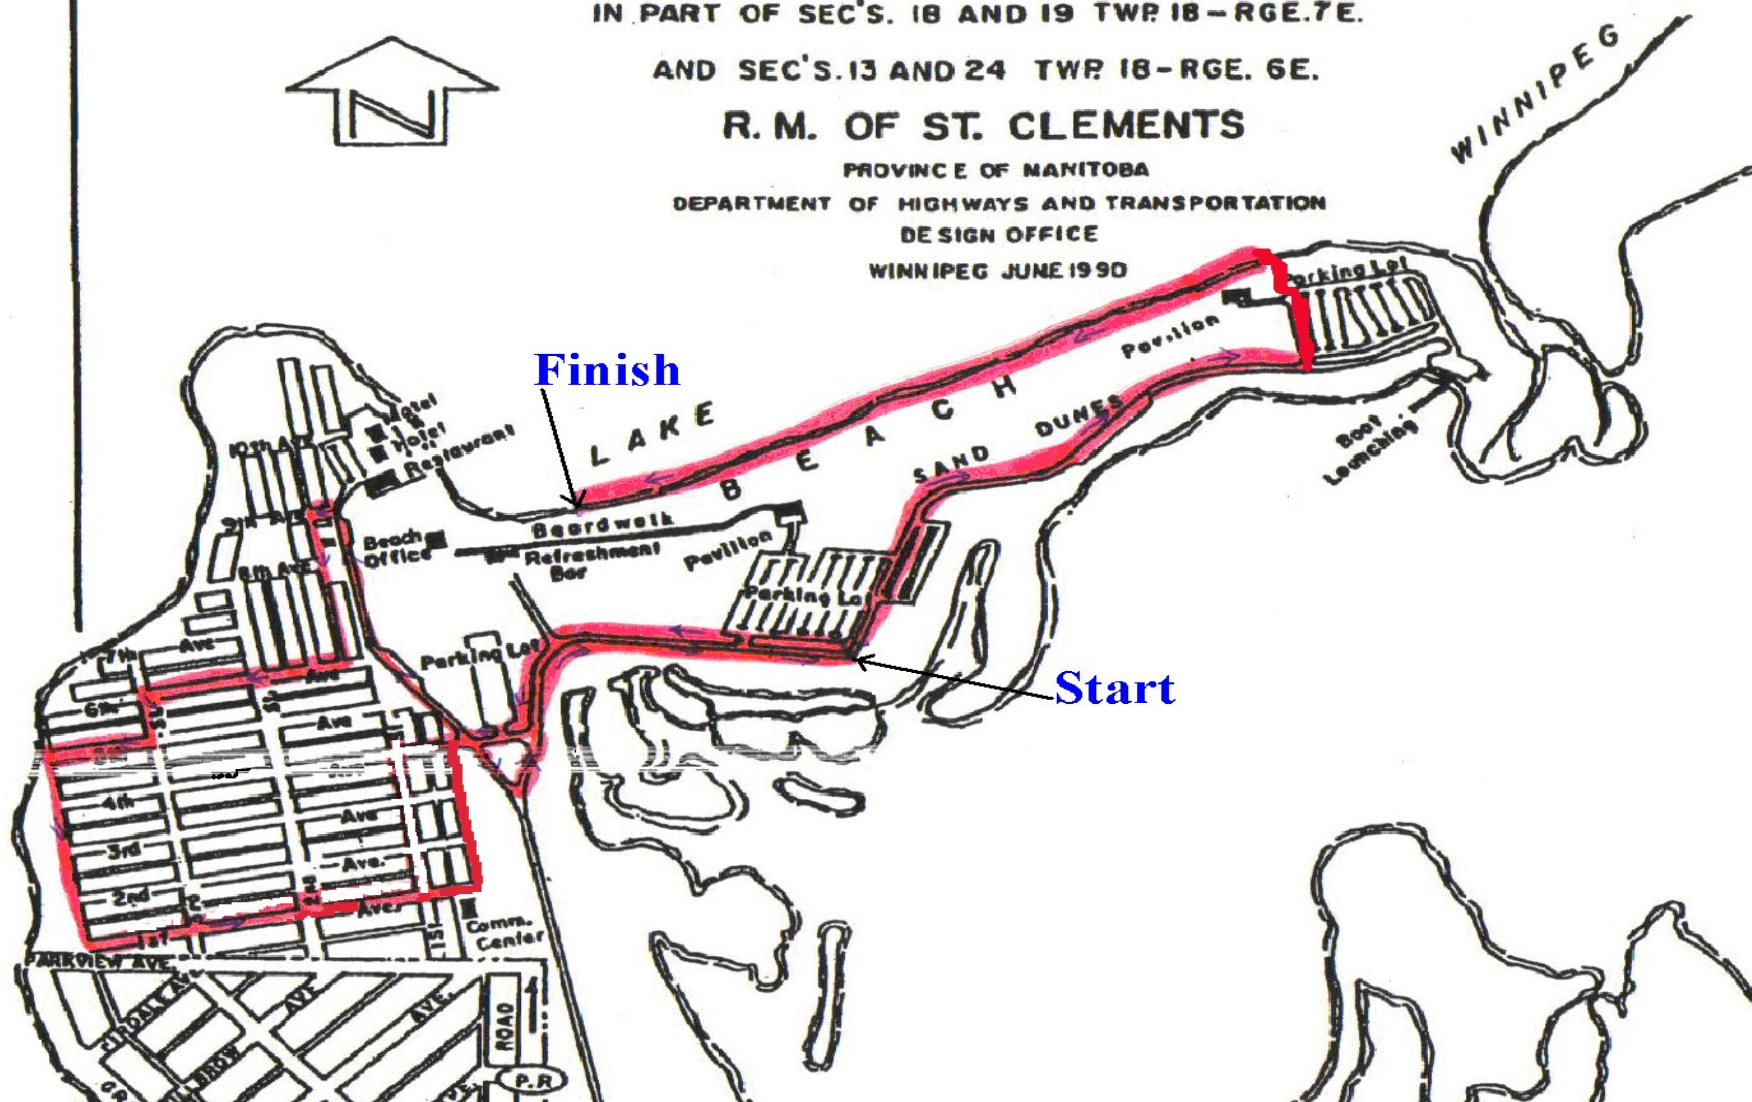 IN PART OF SEC'S. 18 AND 19 TWP. 18-RGE. 7E.
AND SEC'S. 13 AND 24 TWP. 18-RGE. 6E.
R. M. OF ST. CLEMENTS
PROVINCE OF MANITOBA
DEPARTMENT OF HIGHWAYS AND TRANSPORTATION
DESIGN OFFICE
WINNIPEG JUNE 1990
N
WINNIPEG
Parking Lot
Pavilion
Finish
LAKE
BEACH
SAND DUNES
Boat
Launching
Motel
Hotel
Restaurant
10th Ave
9th Ave
Beach
Office
8th Ave
Boardwalk
Refreshment
Bar
Pavilion
Parking Lot
Parking Lot
Start
7th
Ave
Ave
6th
Ave
4th
Ave
3rd
Ave.
2nd
Ave
1st
1st
Comm.
Center
PARKVIEW AVE.
AVE
AVE.
ROAD
P.R